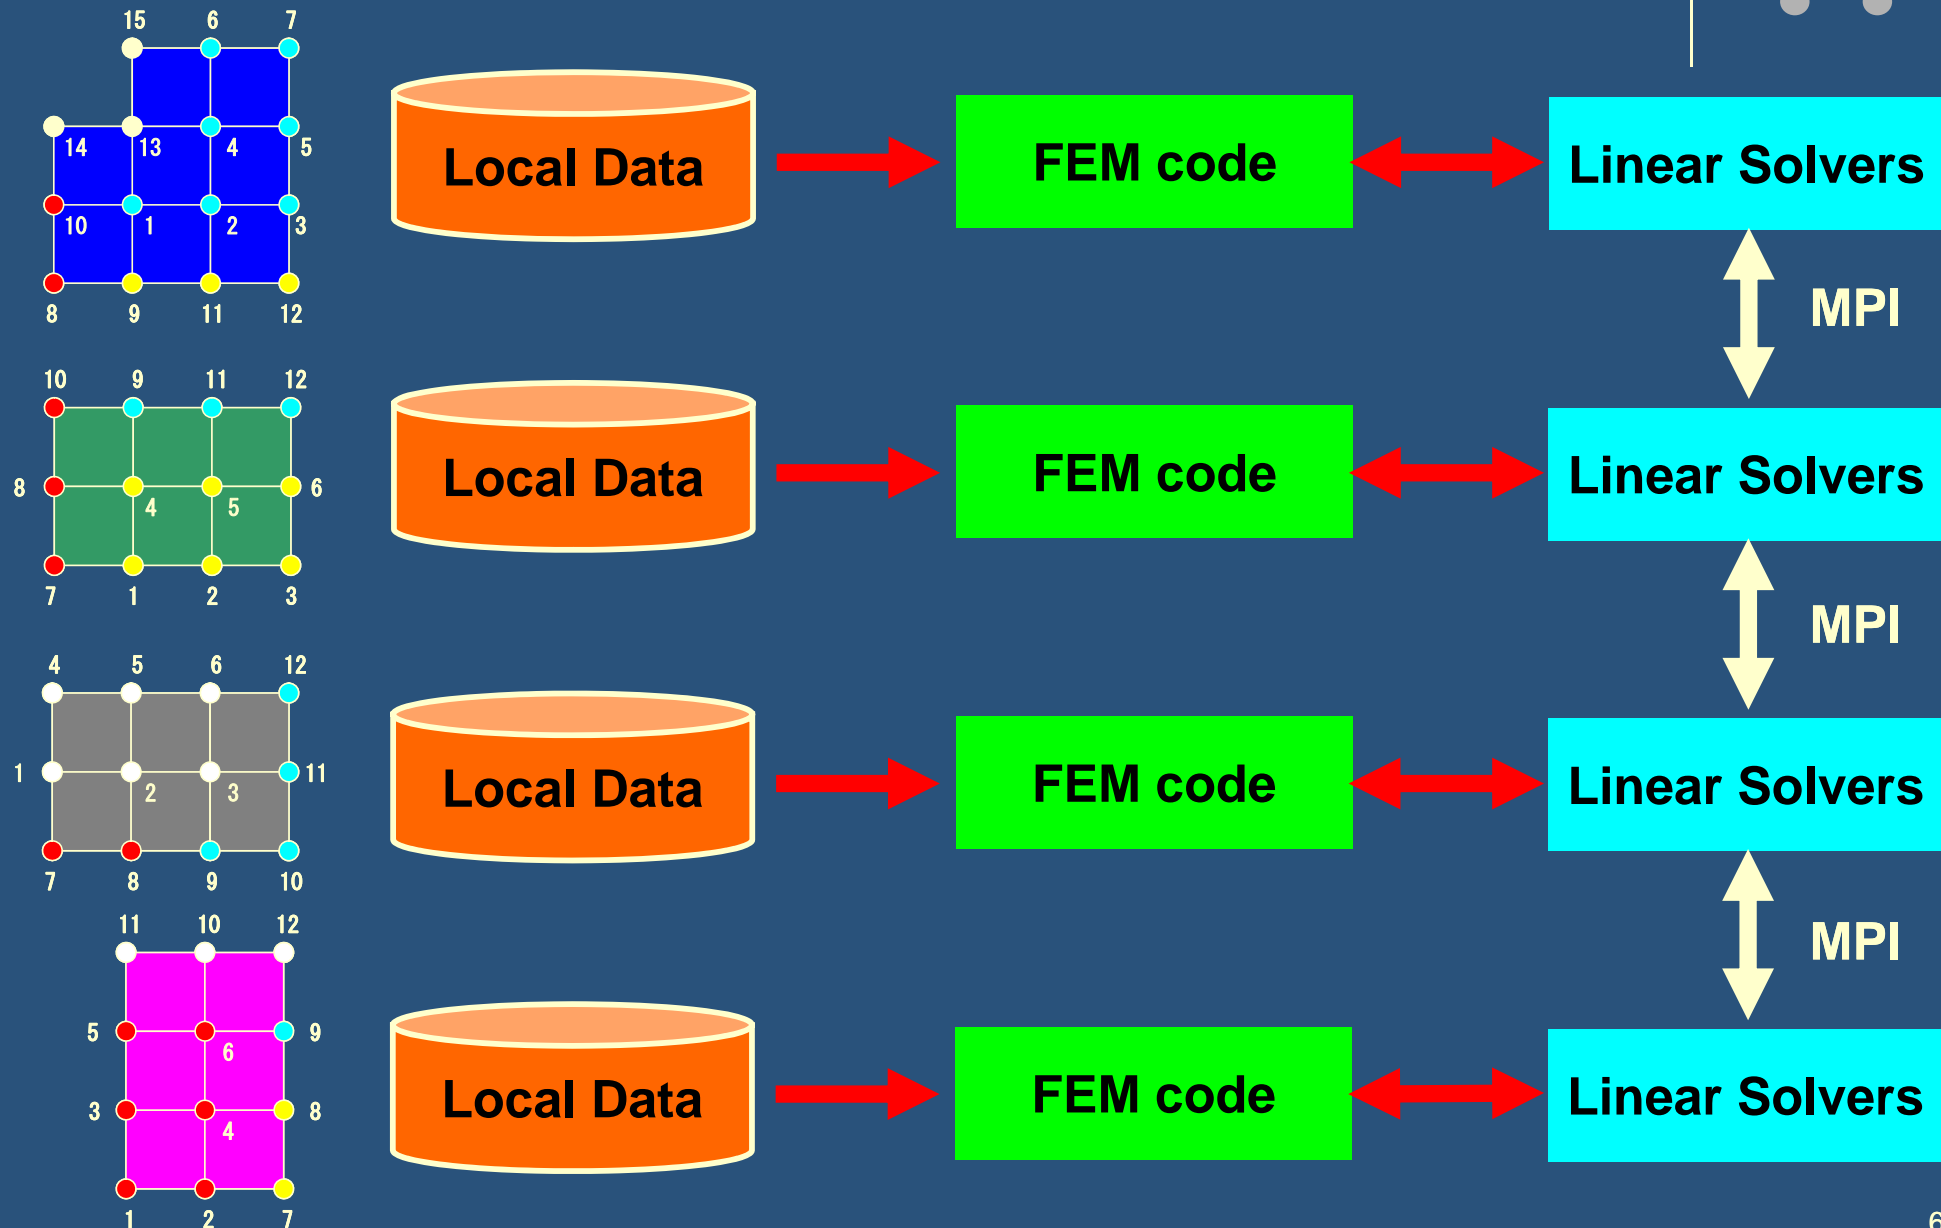 15 6 7
14 13 4 5
10 1 2 3
8 9 11 12
Local Data
FEM code
Linear Solvers
MPI
10 9 11 12
8 4 5 6
7 1 2 3
Local Data
FEM code
Linear Solvers
MPI
4 5 6 12
1 2 3 11
7 8 9 10
Local Data
FEM code
Linear Solvers
MPI
11 10 12
5 6 9
3 4 8
1 2 7
Local Data
FEM code
Linear Solvers
6